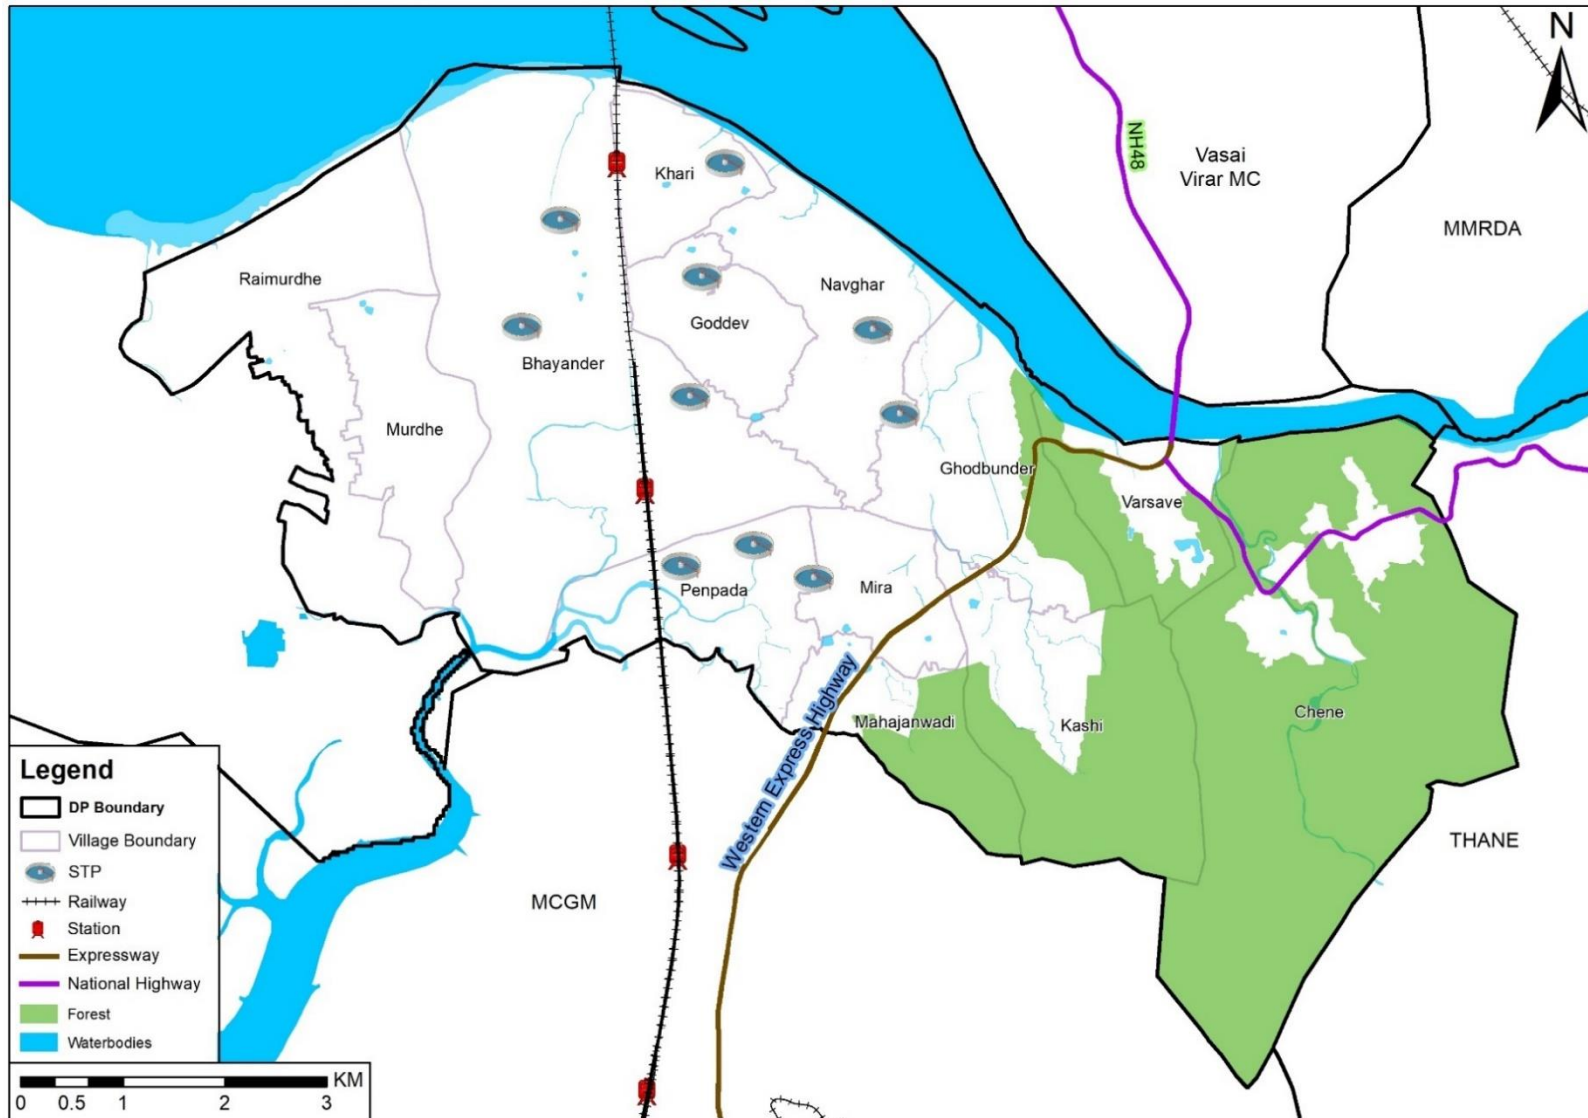 N
NH48
Vasai
Virar MC
MMRDA
Khari
Raimurdhe
Navghar
Goddev
Bhayander
Murdhe
Ghodbunder
Varsave
Penpada
Mira
Western Express Highway
Mahajanwadi
Kashi
Chene
THANE
MCGM
Legend
DP Boundary
Village Boundary
STP
Railway
Station
Expressway
National Highway
Forest
Waterbodies
KM
0 0.5 1 2 3